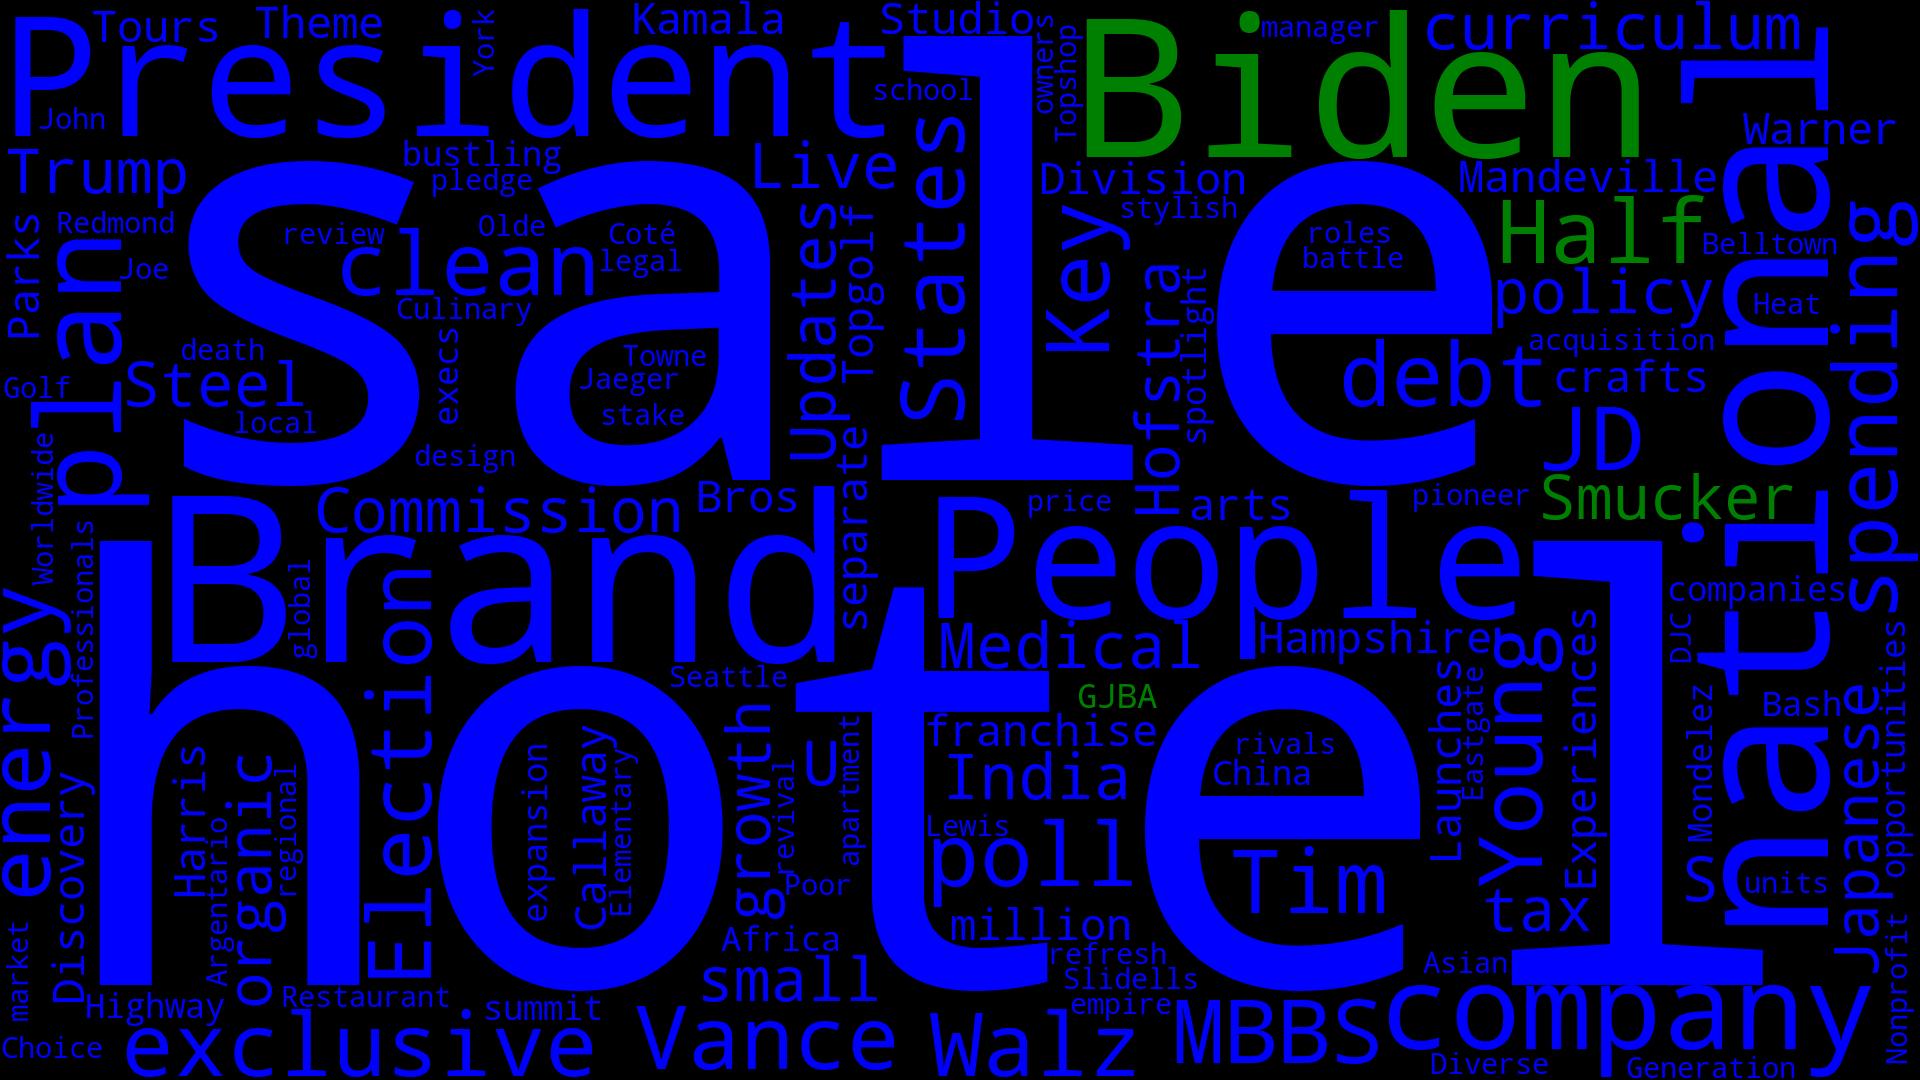 President
Tours
Theme
York
Kamala
Studio
owners
Topshop
Biden
manager
curriculum
John
school
Trump
bustling
pledge
Live
States
Division
stylish
Mandeville
Warner
national
Parks
Redmond
plan
Joe
sale
review
clean
Olde
Coté
legal
Culinary
Updates
Topgolf
Key
Hofstra
spotlight
roles
battle
Half
Belltown
policy
Heat
spending
acquisition
death
Steel
Golf
local
execs
design
Towne
Jaeger
stake
debt
crafts
JD
Worldwide
Professionals
Commission
Bros
separate
price
arts
pioneer
Smucker
Brand
People
global
Election
energy
Medical
Hampshire
companies
DJC
Seattle
GJBA
hotel
franchise
Young
Experiences
Launches
Eastgate
Mondelez
Bash
Japanese
opportunities
Discovery
Harris
Argentario
organic
regional
expansion
Callaway
Elementary
growth
revival
U
apartment
India
rivals
China
Lewis
poll
Tim
S
units
Poor
tax
million
market
Africa
refresh
Asian
Nonprofit
small
Slidells
empire
Highway
Restaurant
summit
company
Choice
exclusive
Vance
Walz
MBBS
Diverse
Generation